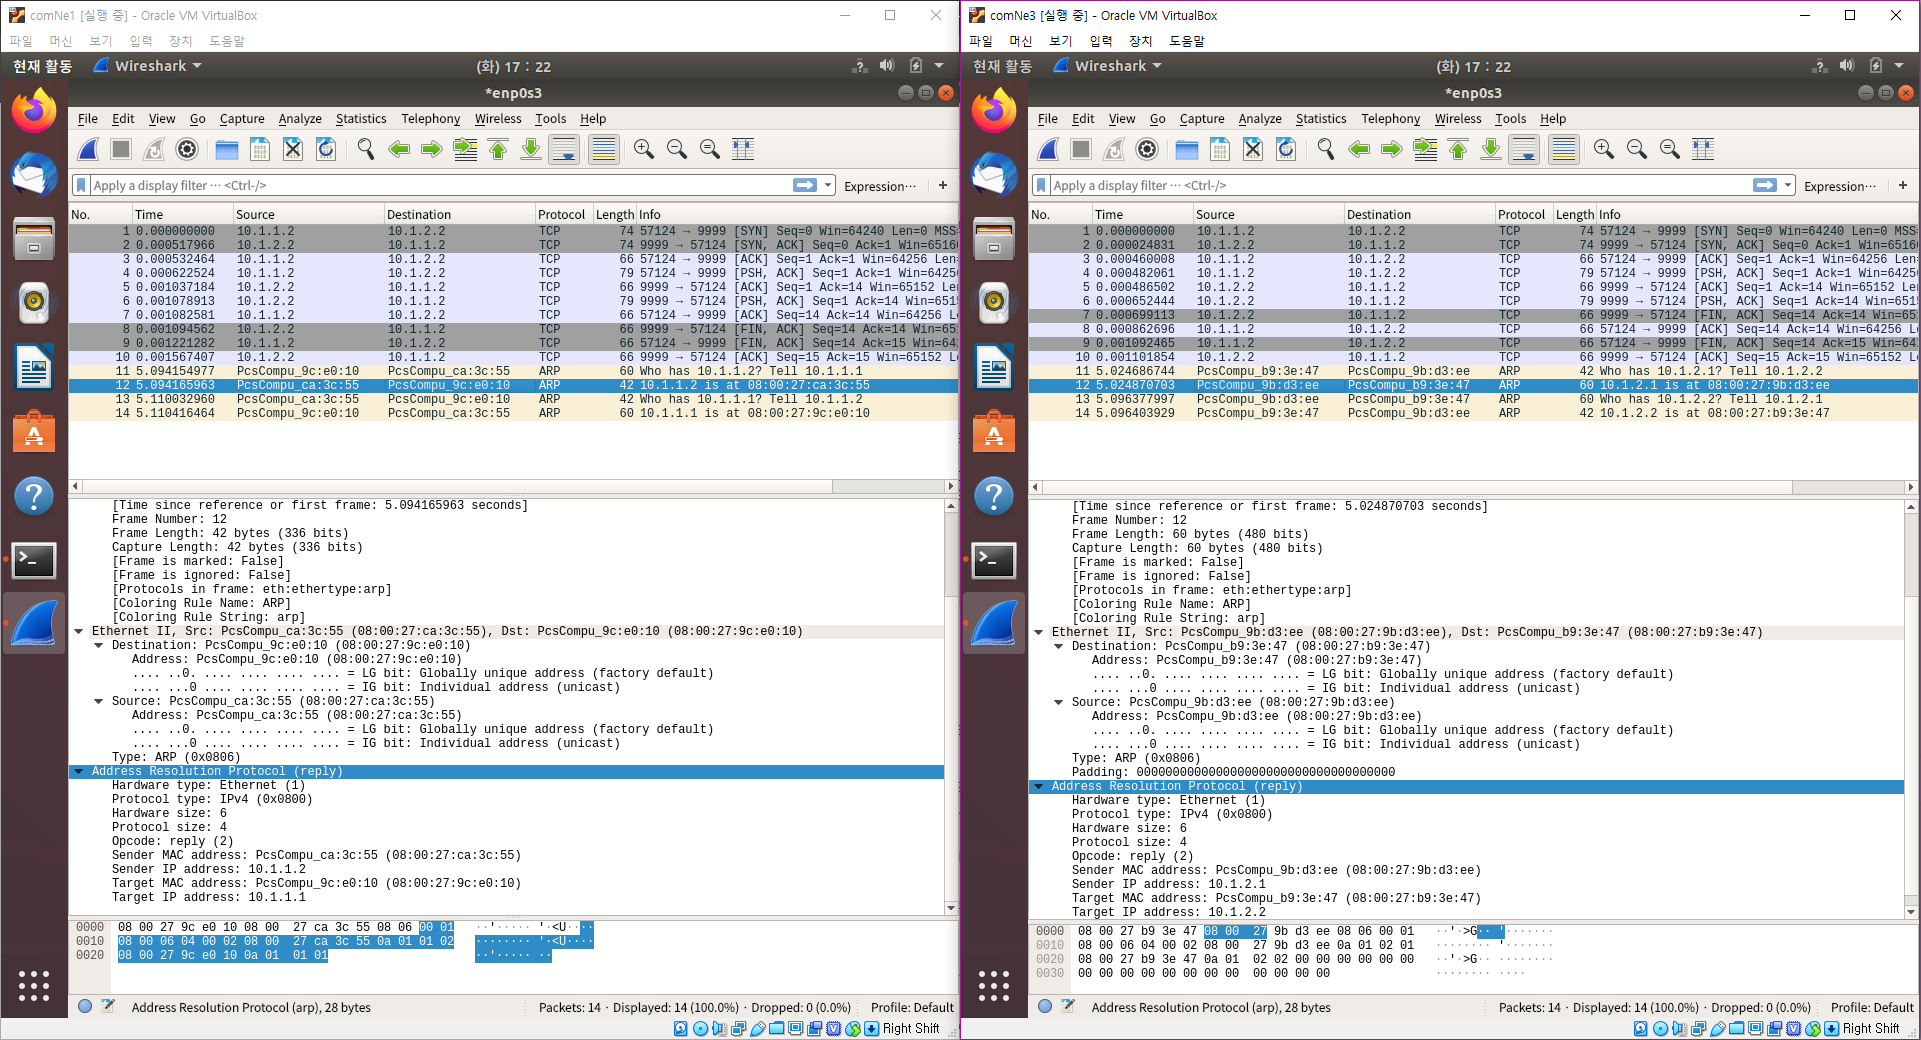 comNe1 [실행 중] - Oracle VM VirtualBox
파일 머신 보기 입력 장치 도움말
현재 활동 Wireshark (화) 17 : 22
*enp0s3
File Edit View Go Capture Analyze Statistics Telephony Wireless Tools Help
Apply a display filter ··· <Ctrl-/> Expression···  +
No. Time Source Destination Protocol Length Info
1 0.000000000 10.1.1.2 10.1.2.2 TCP 74 57124 → 9999 [SYN] Seq=0 Win=64240 Len=0 MSS=
2 0.000517966 10.1.2.2 10.1.1.2 TCP 74 9999 → 57124 [SYN, ACK] Seq=0 Ack=1 Win=6516
3 0.000532464 10.1.1.2 10.1.2.2 TCP 66 57124 → 9999 [ACK] Seq=1 Ack=1 Win=64256 Len=
4 0.000622524 10.1.1.2 10.1.2.2 TCP 79 57124 → 9999 [PSH, ACK] Seq=1 Ack=1 Win=6425
5 0.001037184 10.1.2.2 10.1.1.2 TCP 66 9999 → 57124 [ACK] Seq=1 Ack=14 Win=65152 Le
6 0.001078913 10.1.2.2 10.1.1.2 TCP 79 9999 → 57124 [PSH, ACK] Seq=1 Ack=14 Win=651
7 0.001082581 10.1.1.2 10.1.2.2 TCP 66 57124 → 9999 [ACK] Seq=14 Ack=14 Win=64256 L
8 0.001094562 10.1.2.2 10.1.1.2 TCP 66 9999 → 57124 [FIN, ACK] Seq=14 Ack=14 Win=65
9 0.001221282 10.1.1.2 10.1.2.2 TCP 66 57124 → 9999 [FIN, ACK] Seq=14 Ack=15 Win=64
10 0.001567407 10.1.2.2 10.1.1.2 TCP 66 9999 → 57124 [ACK] Seq=15 Ack=15 Win=65152 L
11 5.094154977 PcsCompu_9c:e0:10 PcsCompu_ca:3c:55 ARP 60 Who has 10.1.1.2? Tell 10.1.1.1
12 5.094165963 PcsCompu_ca:3c:55 PcsCompu_9c:e0:10 ARP 42 10.1.1.2 is at 08:00:27:ca:3c:55
13 5.110032960 PcsCompu_ca:3c:55 PcsCompu_9c:e0:10 ARP 42 Who has 10.1.1.1? Tell 10.1.1.2
14 5.110416464 PcsCompu_9c:e0:10 PcsCompu_ca:3c:55 ARP 60 10.1.1.1 is at 08:00:27:9c:e0:10
[Time since reference or first frame: 5.094165963 seconds]
Frame Number: 12
Frame Length: 42 bytes (336 bits)
Capture Length: 42 bytes (336 bits)
[Frame is marked: False]
[Frame is ignored: False]
[Protocols in frame: eth:ethertype:arp]
[Coloring Rule Name: ARP]
[Coloring Rule String: arp]
Ethernet II, Src: PcsCompu_ca:3c:55 (08:00:27:ca:3c:55), Dst: PcsCompu_9c:e0:10 (08:00:27:9c:e0:10)
Destination: PcsCompu_9c:e0:10 (08:00:27:9c:e0:10)
Address: PcsCompu_9c:e0:10 (08:00:27:9c:e0:10)
.... ..0. .... .... .... .... = LG bit: Globally unique address (factory default)
.... ...0 .... .... .... .... = IG bit: Individual address (unicast)
Source: PcsCompu_ca:3c:55 (08:00:27:ca:3c:55)
Address: PcsCompu_ca:3c:55 (08:00:27:ca:3c:55)
.... ..0. .... .... .... .... = LG bit: Globally unique address (factory default)
.... ...0 .... .... .... .... = IG bit: Individual address (unicast)
Type: ARP (0x0806)
Address Resolution Protocol (reply)
Hardware type: Ethernet (1)
Protocol type: IPv4 (0x0800)
Hardware size: 6
Protocol size: 4
Opcode: reply (2)
Sender MAC address: PcsCompu_ca:3c:55 (08:00:27:ca:3c:55)
Sender IP address: 10.1.1.2
Target MAC address: PcsCompu_9c:e0:10 (08:00:27:9c:e0:10)
Target IP address: 10.1.1.1
0000 08 00 27 9c e0 10 08 00 27 ca 3c 55 08 06 00 01 ··'····· '·<U····
0010 08 00 06 04 00 02 08 00 27 ca 3c 55 0a 01 01 02 ········ '·<U····
0020 08 00 27 9c e0 10 0a 01 01 01 ··'····· ··
Address Resolution Protocol (arp), 28 bytes Packets: 14 · Displayed: 14 (100.0%) · Dropped: 0 (0.0%) Profile: Default
Right Shift
comNe3 [실행 중] - Oracle VM VirtualBox
파일 머신 보기 입력 장치 도움말
현재 활동 Wireshark (화) 17 : 22
*enp0s3
File Edit View Go Capture Analyze Statistics Telephony Wireless Tools Help
Apply a display filter ··· <Ctrl-/> Expression···  +
No. Time Source Destination Protocol Length Info
1 0.000000000 10.1.1.2 10.1.2.2 TCP 74 57124 → 9999 [SYN] Seq=0 Win=64240 Len=0 MSS=
2 0.000024831 10.1.2.2 10.1.1.2 TCP 74 9999 → 57124 [SYN, ACK] Seq=0 Ack=1 Win=6516
3 0.000460008 10.1.1.2 10.1.2.2 TCP 66 57124 → 9999 [ACK] Seq=1 Ack=1 Win=64256 Len=
4 0.000482061 10.1.1.2 10.1.2.2 TCP 79 57124 → 9999 [PSH, ACK] Seq=1 Ack=1 Win=6425
5 0.000486502 10.1.2.2 10.1.1.2 TCP 66 9999 → 57124 [ACK] Seq=1 Ack=14 Win=65152 Le
6 0.000652444 10.1.2.2 10.1.1.2 TCP 79 9999 → 57124 [PSH, ACK] Seq=1 Ack=14 Win=651
7 0.000699113 10.1.2.2 10.1.1.2 TCP 66 9999 → 57124 [FIN, ACK] Seq=14 Ack=14 Win=65
8 0.000862696 10.1.1.2 10.1.2.2 TCP 66 57124 → 9999 [ACK] Seq=14 Ack=14 Win=64256 L
9 0.001092465 10.1.1.2 10.1.2.2 TCP 66 57124 → 9999 [FIN, ACK] Seq=14 Ack=15 Win=64
10 0.001101854 10.1.2.2 10.1.1.2 TCP 66 9999 → 57124 [ACK] Seq=15 Ack=15 Win=65152 L
11 5.024686744 PcsCompu_b9:3e:47 PcsCompu_9b:d3:ee ARP 42 Who has 10.1.2.1? Tell 10.1.2.2
12 5.024870703 PcsCompu_9b:d3:ee PcsCompu_b9:3e:47 ARP 60 10.1.2.1 is at 08:00:27:9b:d3:ee
13 5.096377997 PcsCompu_9b:d3:ee PcsCompu_b9:3e:47 ARP 60 Who has 10.1.2.2? Tell 10.1.2.1
14 5.096403929 PcsCompu_b9:3e:47 PcsCompu_9b:d3:ee ARP 42 10.1.2.2 is at 08:00:27:b9:3e:47
[Time since reference or first frame: 5.024870703 seconds]
Frame Number: 12
Frame Length: 60 bytes (480 bits)
Capture Length: 60 bytes (480 bits)
[Frame is marked: False]
[Frame is ignored: False]
[Protocols in frame: eth:ethertype:arp]
[Coloring Rule Name: ARP]
[Coloring Rule String: arp]
Ethernet II, Src: PcsCompu_9b:d3:ee (08:00:27:9b:d3:ee), Dst: PcsCompu_b9:3e:47 (08:00:27:b9:3e:47)
Destination: PcsCompu_b9:3e:47 (08:00:27:b9:3e:47)
Address: PcsCompu_b9:3e:47 (08:00:27:b9:3e:47)
.... ..0. .... .... .... .... = LG bit: Globally unique address (factory default)
.... ...0 .... .... .... .... = IG bit: Individual address (unicast)
Source: PcsCompu_9b:d3:ee (08:00:27:9b:d3:ee)
Address: PcsCompu_9b:d3:ee (08:00:27:9b:d3:ee)
.... ..0. .... .... .... .... = LG bit: Globally unique address (factory default)
.... ...0 .... .... .... .... = IG bit: Individual address (unicast)
Type: ARP (0x0806)
Padding: 000000000000000000000000000000000000
Address Resolution Protocol (reply)
Hardware type: Ethernet (1)
Protocol type: IPv4 (0x0800)
Hardware size: 6
Protocol size: 4
Opcode: reply (2)
Sender MAC address: PcsCompu_9b:d3:ee (08:00:27:9b:d3:ee)
Sender IP address: 10.1.2.1
Target MAC address: PcsCompu_b9:3e:47 (08:00:27:b9:3e:47)
Target IP address: 10.1.2.2
0000 08 00 27 b9 3e 47 08 00 27 9b d3 ee 08 06 00 01 ··'·>G·· '·······
0010 08 00 06 04 00 02 08 00 27 9b d3 ee 0a 01 02 01 ········ '·······
0020 08 00 27 b9 3e 47 0a 01 02 02 00 00 00 00 00 00 ··'·>G·· ········
0030 00 00 00 00 00 00 00 00 00 00 00 00 ········ ····
Address Resolution Protocol (arp), 28 bytes Packets: 14 · Displayed: 14 (100.0%) · Dropped: 0 (0.0%) Profile: Default
Right Shift